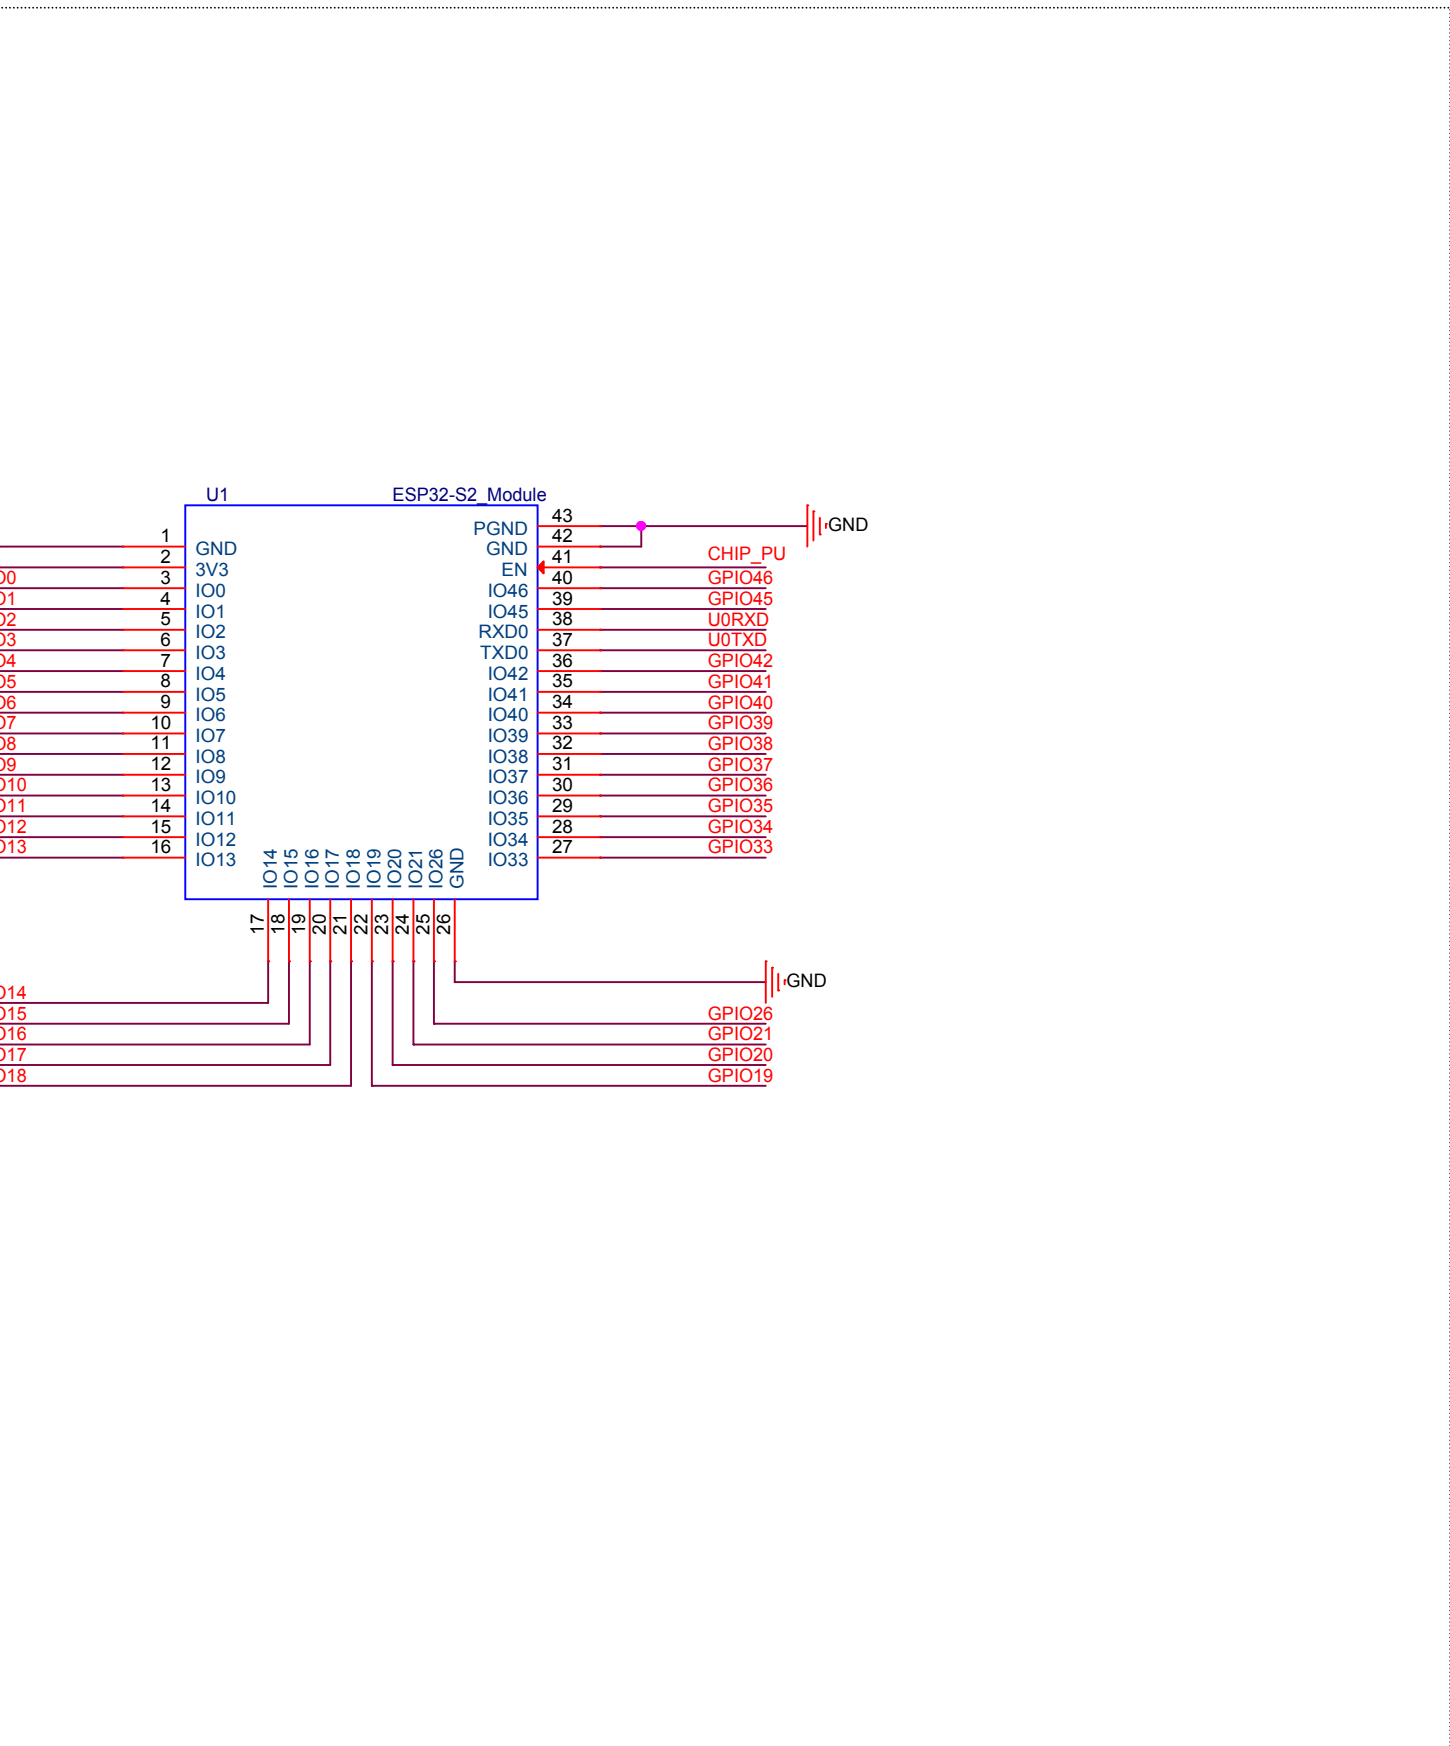 U1 ESP32-S2_Module
43
PGND GND
42
1
GND GND
41 CHIP_PU
2
3V3 EN
40 GPIO46
3
IO0 IO46
39 GPIO45
4
IO1 IO45
38 U0RXD
5
IO2 RXD0
37 U0TXD
6
IO3 TXD0
36 GPIO42
7
IO4 IO42
35 GPIO41
8
IO5 IO41
34 GPIO40
9
IO6 IO40
33 GPIO39
10
IO7 IO39
32 GPIO38
11
IO8 IO38
31 GPIO37
12
IO9 IO37
30 GPIO36
13
IO10 IO36
29 GPIO35
14
IO11 IO35
28 GPIO34
15
IO12 IO34
27 GPIO33
16
IO13 IO33
IO14 IO15 IO16 IO17 IO18 IO19 IO20 IO21 IO26 GND
17 18 19 20 21 22 23 24 25 26
GND
GPIO26
GPIO21
GPIO20
GPIO19